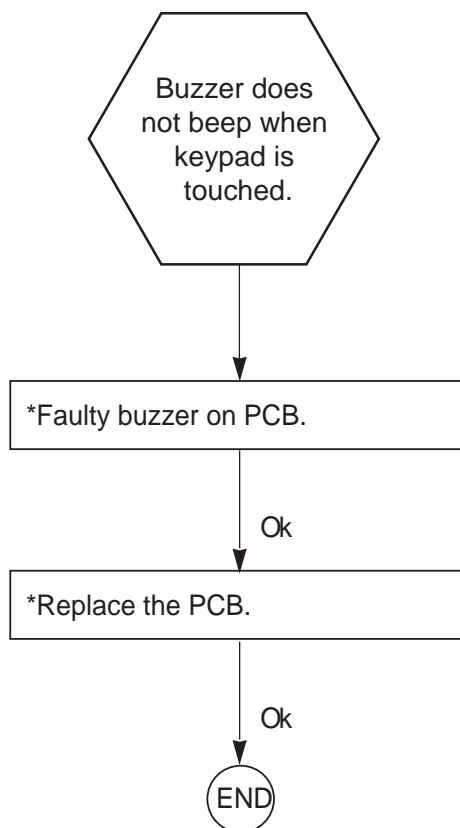 Buzzer does
not beep when
keypad is
touched.
*Faulty buzzer on PCB.
Ok
*Replace the PCB.
Ok
END